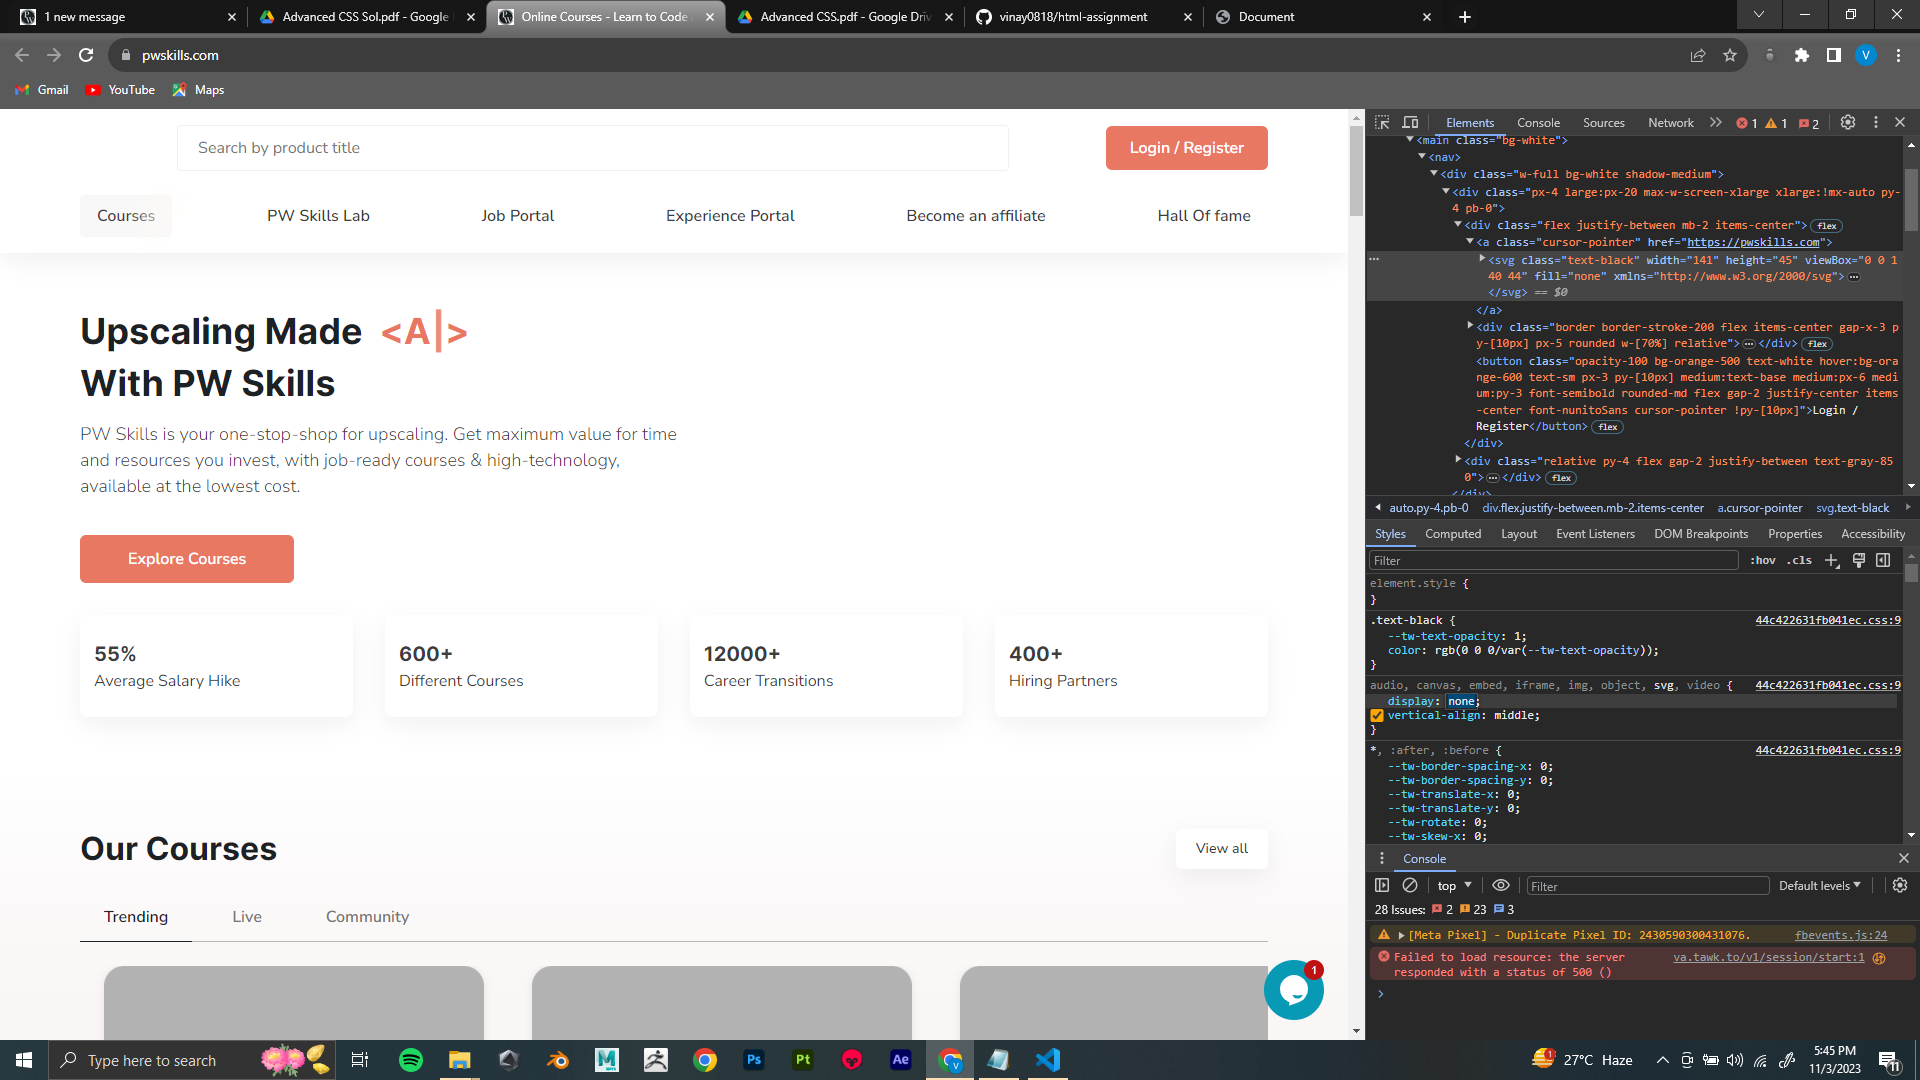 1 new message
Advanced CSS Sol.pdf - Google
Online Courses - Learn to Code
Advanced CSS.pdf - Google Driv
vinay0818/html-assignment
Document
pwskills.com
V
Gmail
YouTube
Maps
Search by product title
Login / Register
Courses
PW Skills Lab
Job Portal
Experience Portal
Become an affiliate
Hall Of fame
Upscaling Made <A|>
With PW Skills
PW Skills is your one-stop-shop for upscaling. Get maximum value for time
and resources you invest, with job-ready courses & high-technology,
available at the lowest cost.
Explore Courses
55%
Average Salary Hike
600+
Different Courses
12000+
Career Transitions
400+
Hiring Partners
Our Courses
View all
Trending
Live
Community
1
Elements
Console
Sources
Network
1
1
2
<main class="bg-white">
<nav>
<div class="w-full bg-white shadow-medium">
<div class="px-4 large:px-20 max-w-screen-xlarge xlarge:!mx-auto py-
4 pb-0">
<div class="flex justify-between mb-2 items-center"> flex
<a class="cursor-pointer" href="https://pwskills.com">
<svg class="text-black" width="141" height="45" viewBox="0 0 1
40 44" fill="none" xmlns="http://www.w3.org/2000/svg">
</svg> == $0
</a>
<div class="border border-stroke-200 flex items-center gap-x-3 p
y-[10px] px-5 rounded w-[70%] relative"> </div> flex
<button class="opacity-100 bg-orange-500 text-white hover:bg-ora
nge-600 text-sm px-3 py-[10px] medium:text-base medium:px-6 medi
um:py-3 font-semibold rounded-md flex gap-2 justify-center items
-center font-nunitoSans cursor-pointer !py-[10px]">Login /
Register</button> flex
</div>
<div class="relative py-4 flex gap-2 justify-between text-gray-85
0"> </div> flex
</div>
auto.py-4.pb-0
div.flex.justify-between.mb-2.items-center
a.cursor-pointer
svg.text-black
Styles
Computed
Layout
Event Listeners
DOM Breakpoints
Properties
Accessibility
Filter
:hov
.cls
element.style {
}
.text-black {
44c422631fb041ec.css:9
--tw-text-opacity: 1;
color: rgb(0 0 0/var(--tw-text-opacity));
}
audio, canvas, embed, iframe, img, object, svg, video {
44c422631fb041ec.css:9
display: none;
vertical-align: middle;
}
*, :after, :before {
44c422631fb041ec.css:9
--tw-border-spacing-x: 0;
--tw-border-spacing-y: 0;
--tw-translate-x: 0;
--tw-translate-y: 0;
--tw-rotate: 0;
--tw-skew-x: 0;
Console
top
Filter
Default levels
28 Issues: 2 23 3
[Meta Pixel] - Duplicate Pixel ID: 2430590300431076.
fbevents.js:24
Failed to load resource: the server
va.tawk.to/v1/session/start:1
responded with a status of 500 ()
Type here to search
M
Ps
Pt
Ae
V
1
27°C Haze
5:45 PM
11/3/2023
11